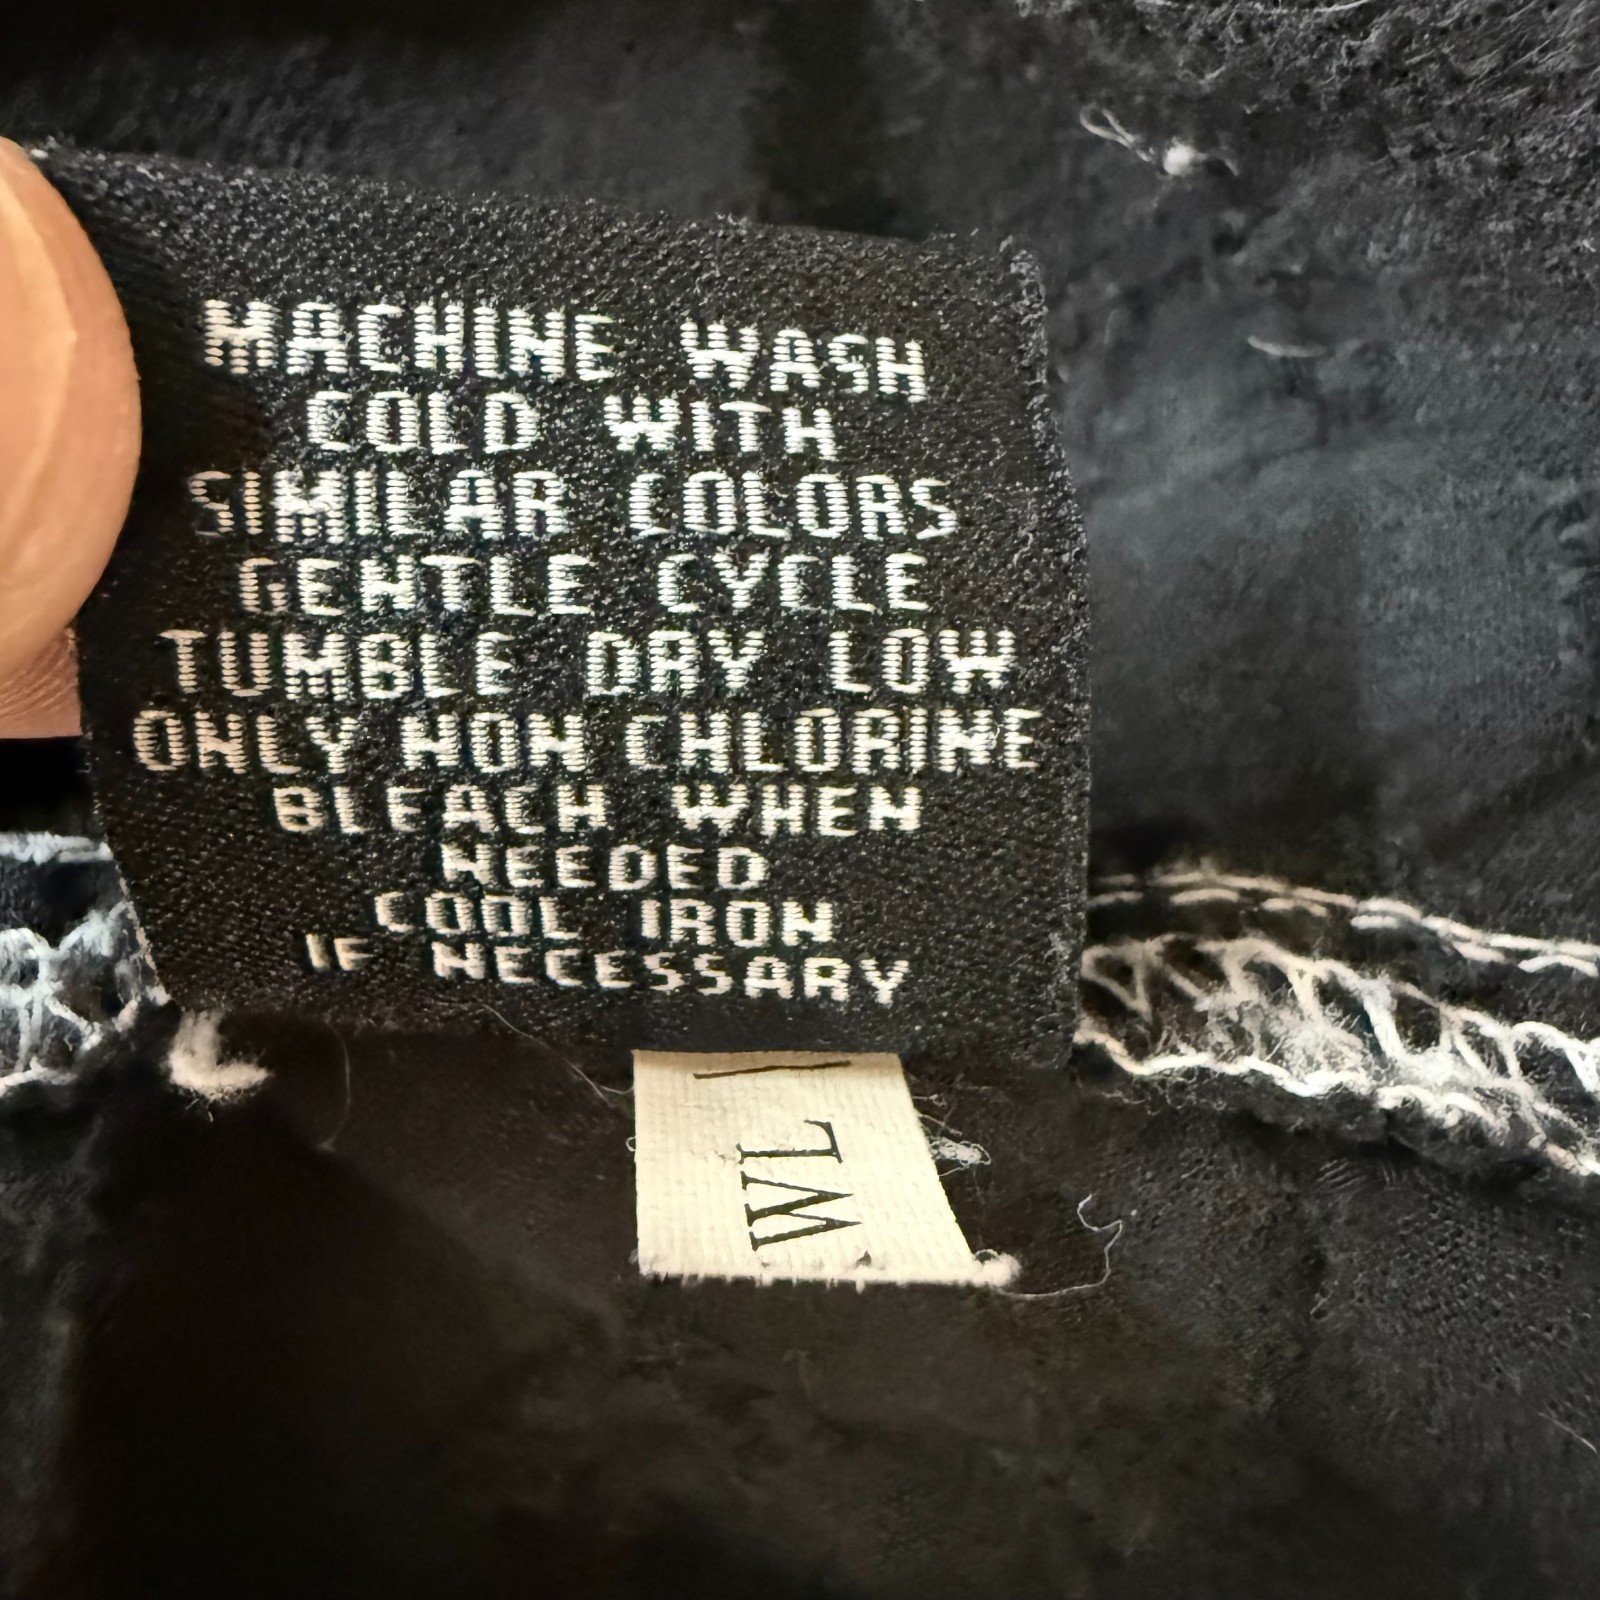 MACHINE WASH
COLD WITH
SIMILAR COLORS
GENTLE CYCLE
TUMBLE DRY LOW
ONLY NON CHLORINE
BLEACH WHEN
NEEDED
COOL IRON
IF NECESSARY
WL